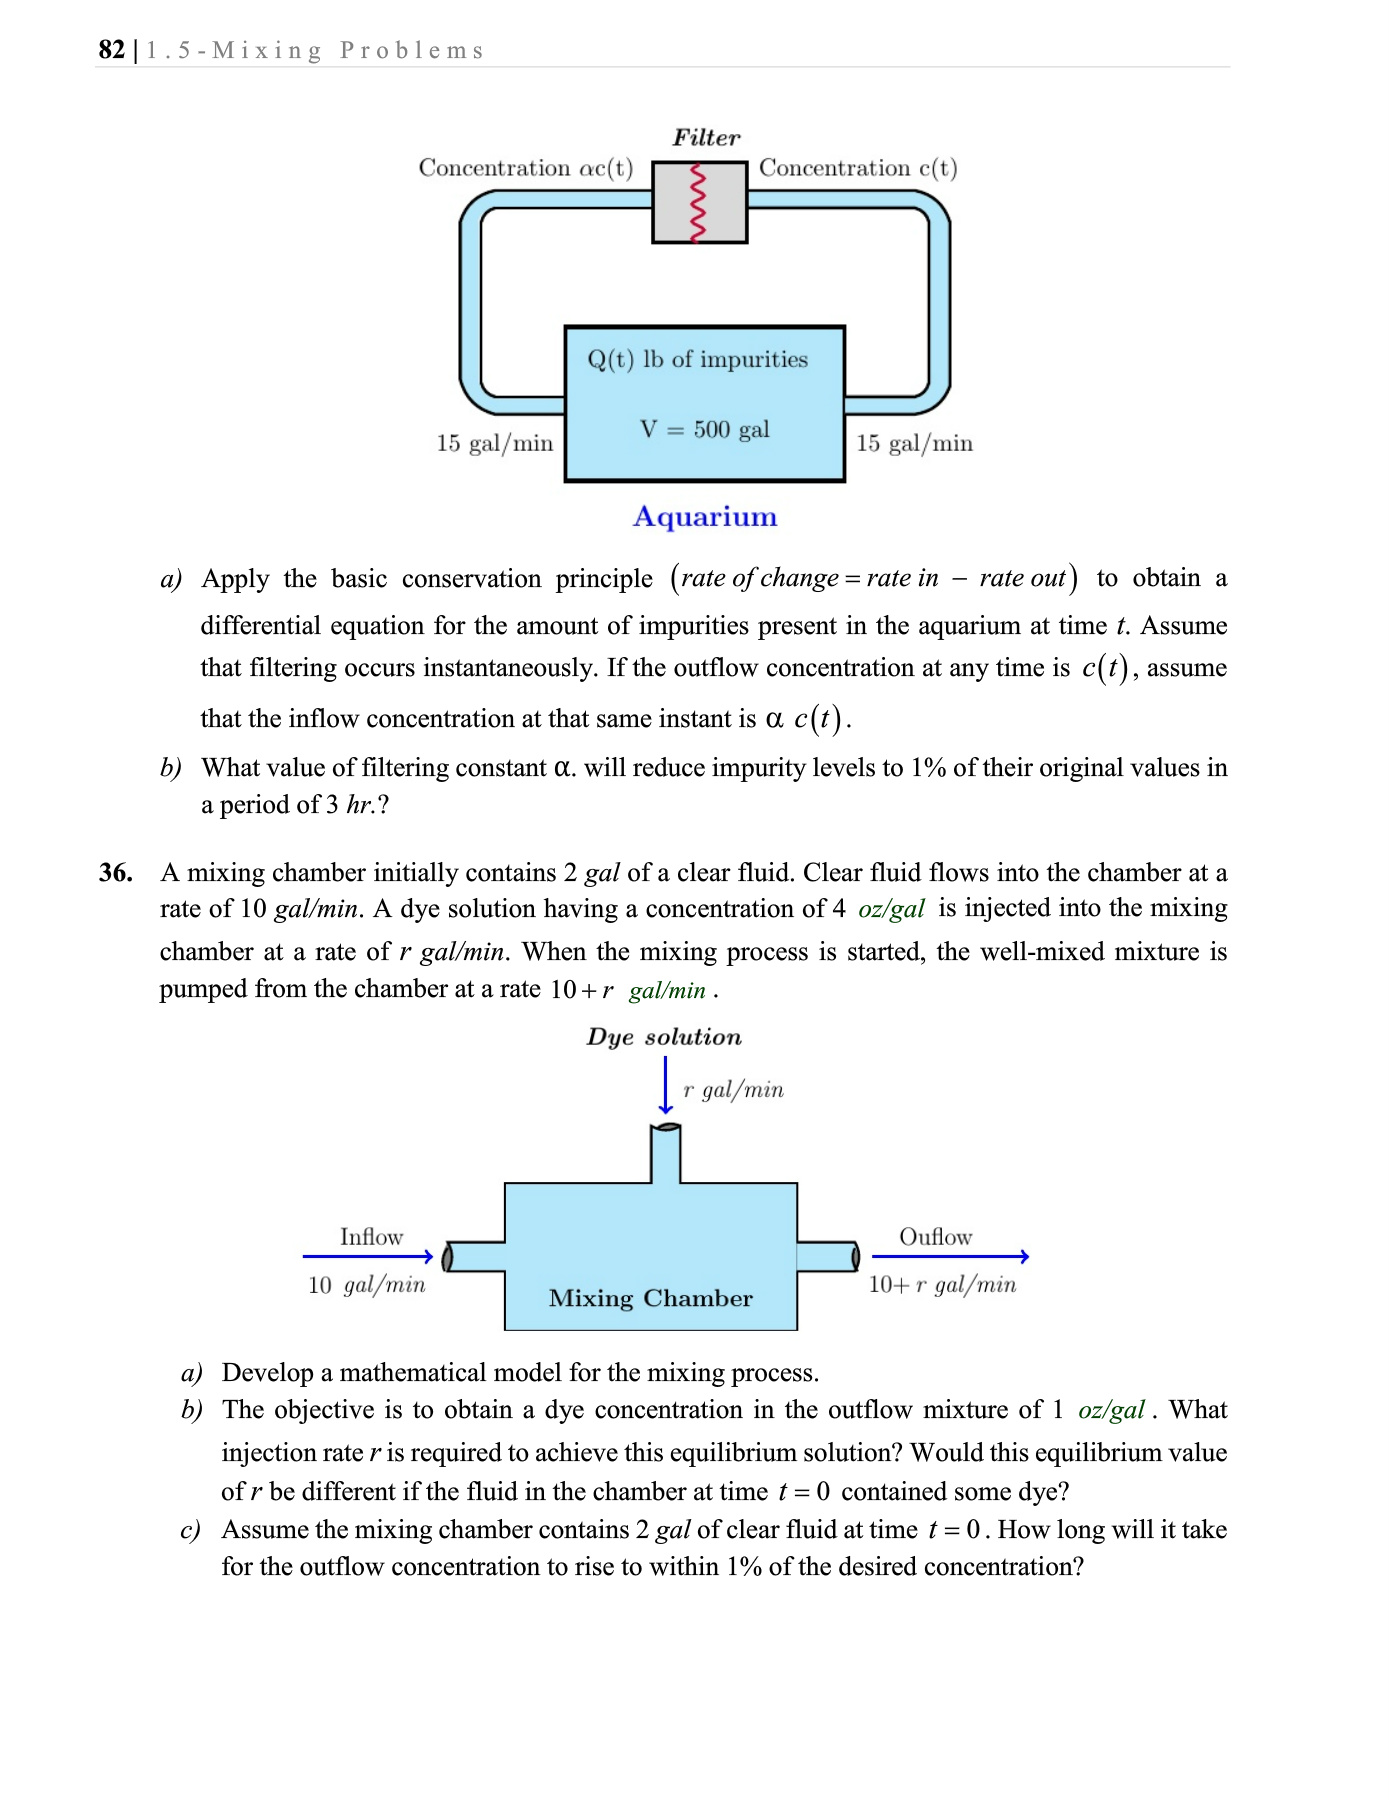 82 | 1.5-Mixing Problems
Filter
Concentration αc(t)
Concentration c(t)
Q(t) lb of impurities
V = 500 gal
15 gal/min
15 gal/min
Aquarium
a) Apply the basic conservation principle (rate of change = rate in − rate out) to obtain a
differential equation for the amount of impurities present in the aquarium at time t. Assume
that filtering occurs instantaneously. If the outflow concentration at any time is c(t), assume
that the inflow concentration at that same instant is α c(t).
b) What value of filtering constant α. will reduce impurity levels to 1% of their original values in
a period of 3 hr.?
36. A mixing chamber initially contains 2 gal of a clear fluid. Clear fluid flows into the chamber at a
rate of 10 gal/min. A dye solution having a concentration of 4 oz/gal is injected into the mixing
chamber at a rate of r gal/min. When the mixing process is started, the well-mixed mixture is
pumped from the chamber at a rate 10+r gal/min .
Dye solution
r gal/min
Inflow
10 gal/min
Mixing Chamber
Ouflow
10+ r gal/min
a) Develop a mathematical model for the mixing process.
b) The objective is to obtain a dye concentration in the outflow mixture of 1 oz/gal . What
injection rate r is required to achieve this equilibrium solution? Would this equilibrium value
of r be different if the fluid in the chamber at time t = 0 contained some dye?
c) Assume the mixing chamber contains 2 gal of clear fluid at time t = 0. How long will it take
for the outflow concentration to rise to within 1% of the desired concentration?